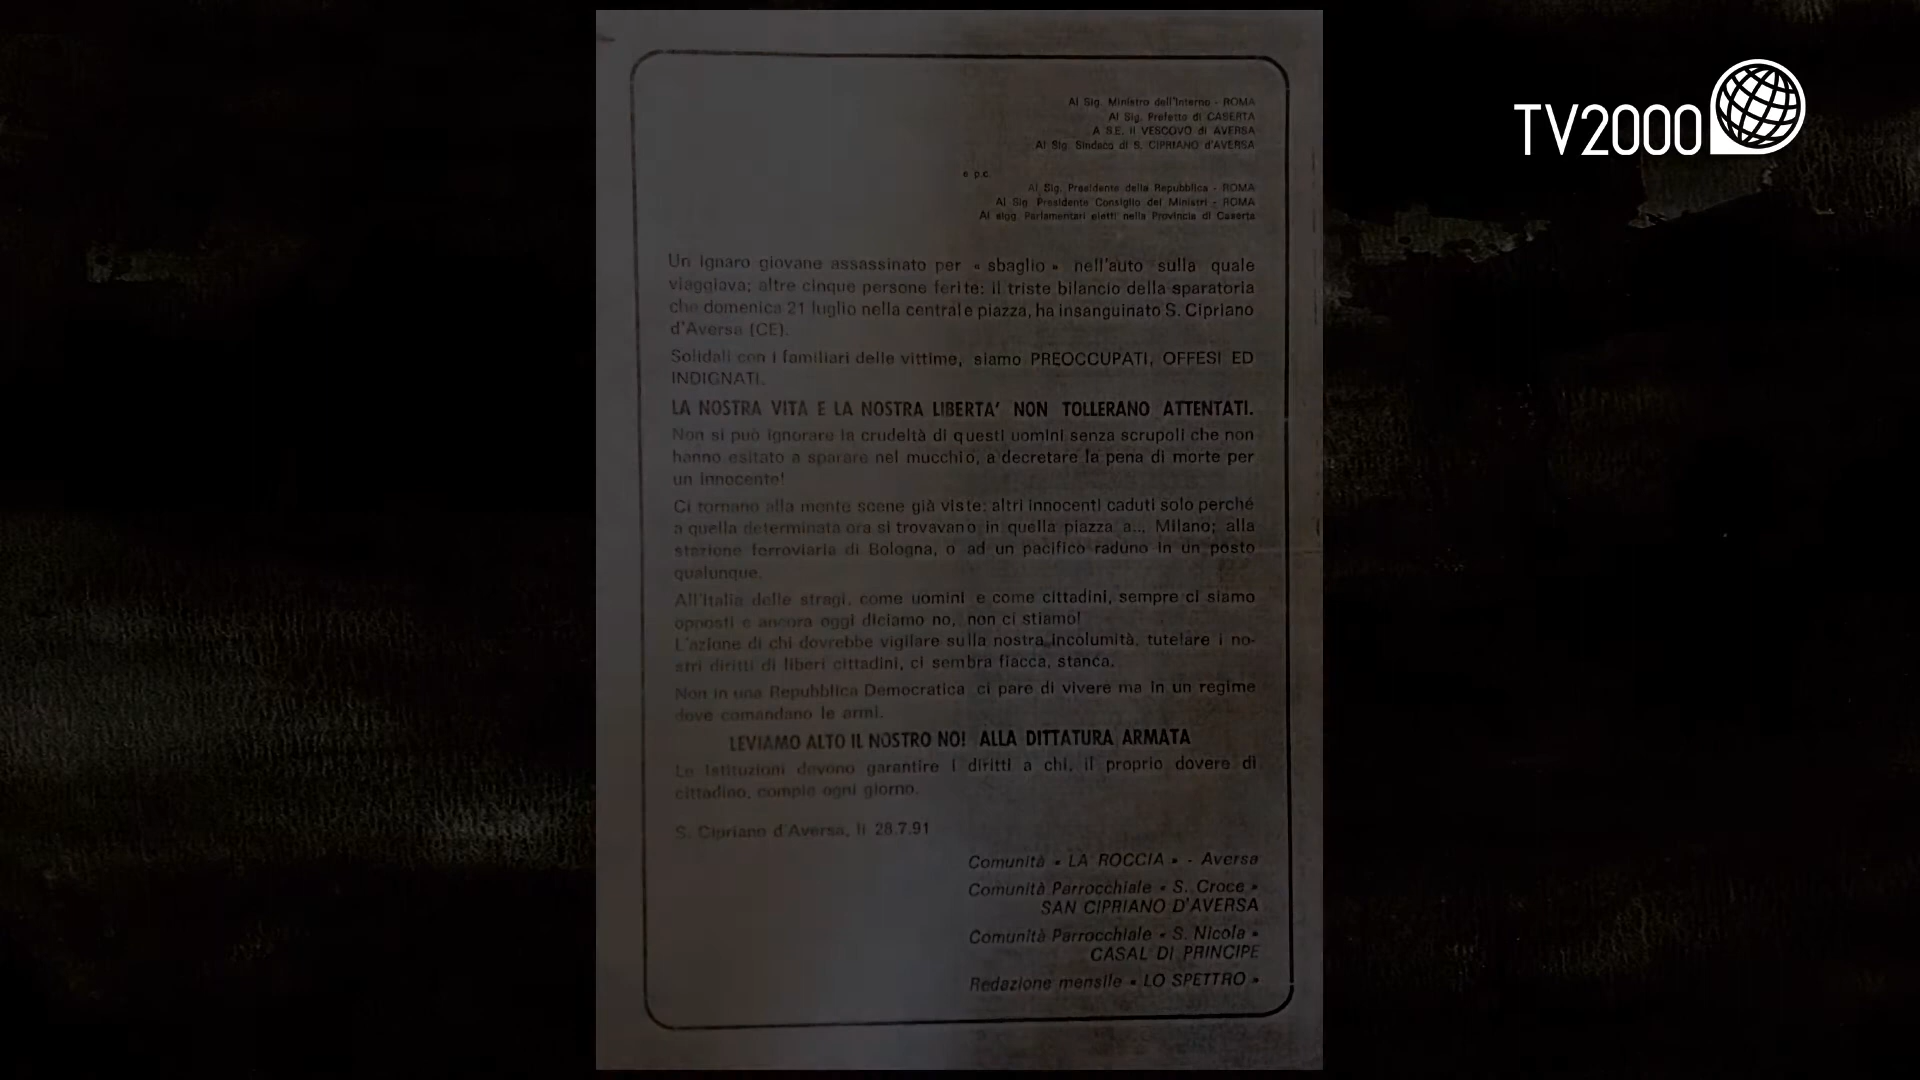 TV2000
Al Sig. Ministro dell'Interno - ROMA
Al Sig. Prefetto di CASERTA
A S.E. Il VESCOVO di AVERSA
Al Sig. Sindaco di S. CIPRIANO d'AVERSA
e p.c.
Al Sig. Presidente della Repubblica - ROMA
Al Sig. Presidente Consiglio dei Ministri - ROMA
Ai sigg. Parlamentari eletti nella Provincia di Caserta
Un ignaro giovane assassinato per « sbaglio » nell'auto sulla quale
viaggiava; altre cinque persone ferite: il triste bilancio della sparatoria
che domenica 21 luglio nella centrale piazza, ha insanguinato S. Cipriano
d'Aversa (CE).
Solidali con i familiari delle vittime, siamo PREOCCUPATI, OFFESI ED
INDIGNATI.
LA NOSTRA VITA E LA NOSTRA LIBERTA' NON TOLLERANO ATTENTATI.
Non si può ignorare la crudeltà di questi uomini senza scrupoli che non
hanno esitato a sparare nel mucchio, a decretare la pena di morte per
un innocente!
Ci tornano alla mente scene già viste: altri innocenti caduti solo perché
a quella determinata ora si trovavano in quella piazza a... Milano; alla
stazione ferroviaria di Bologna, o ad un pacifico raduno in un posto
qualunque.
All'Italia delle stragi, come uomini e come cittadini, sempre ci siamo
opposti e ancora oggi diciamo no, non ci stiamo!
L'azione di chi dovrebbe vigilare sulla nostra incolumità, tutelare i no-
stri diritti di liberi cittadini, ci sembra fiacca, stanca.
Non in una Repubblica Democratica ci pare di vivere ma in un regime
dove comandano le armi.
LEVIAMO ALTO IL NOSTRO NO! ALLA DITTATURA ARMATA
Le Istituzioni devono garantire i diritti a chi, il proprio dovere di
cittadino, compie ogni giorno.
S. Cipriano d'Aversa, li 28.7.91
Comunità « LA ROCCIA » - Aversa
Comunità Parrocchiale « S. Croce »
SAN CIPRIANO D'AVERSA
Comunità Parrocchiale « S. Nicola »
CASAL DI PRINCIPE
Redazione mensile « LO SPETTRO »